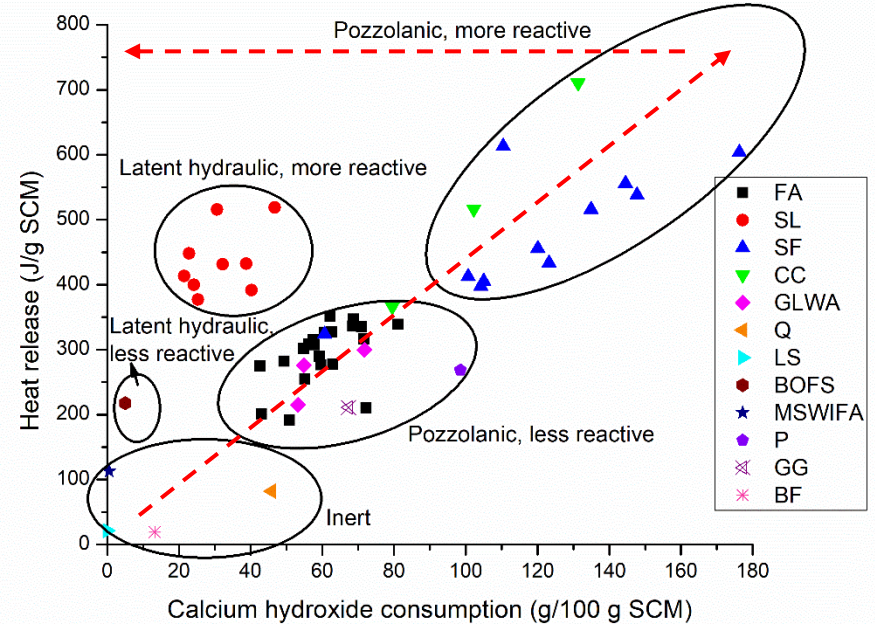 800
700
600
500
400
300
200
100
0
Heat release (J/g SCM)
Pozzolanic, more reactive
Latent hydraulic, more reactive
Latent hydraulic,
less reactive
Pozzolanic, less reactive
Inert
FA
SL
SF
CC
GLWA
Q
LS
BOFS
MSWIFA
P
GG
BF
0 20 40 60 80 100 120 140 160 180
Calcium hydroxide consumption (g/100 g SCM)